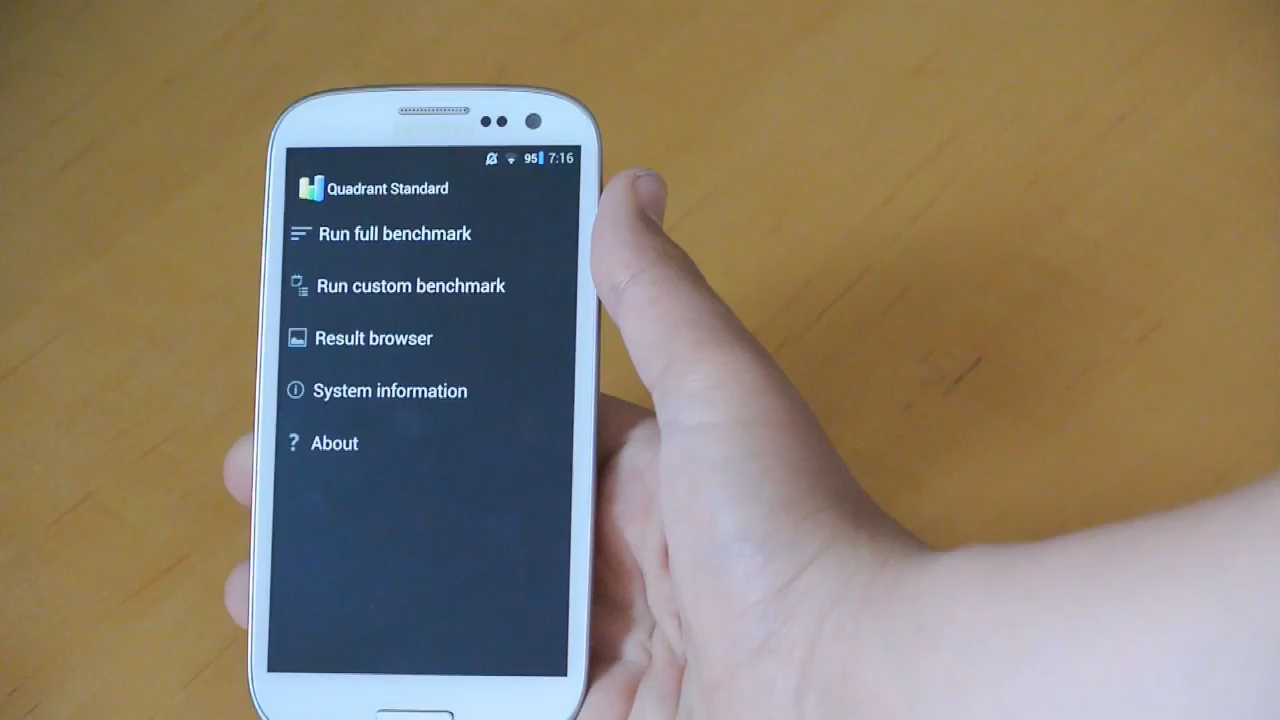 95 7:16
Quadrant Standard
Run full benchmark
Run custom benchmark
Result browser
System information
About